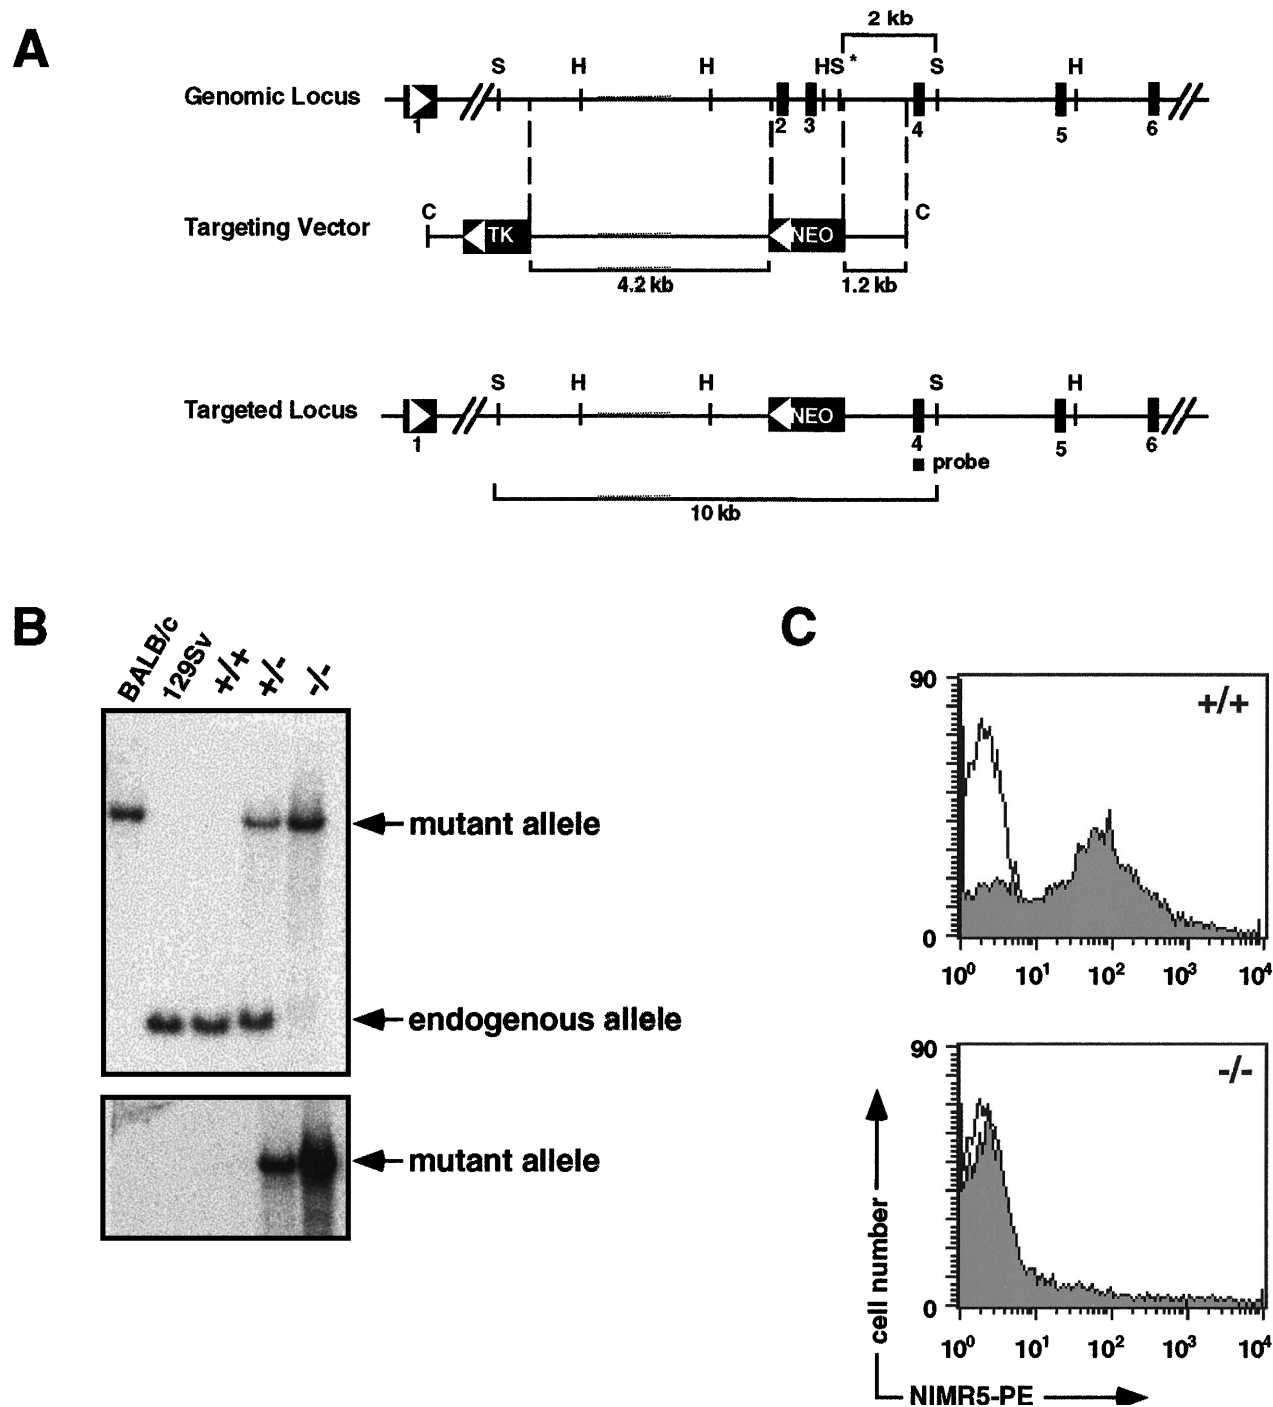 A
2 kb
S H H HS * S H
Genomic Locus
1 2 3 4 5 6
C C
Targeting Vector
TK NEO
4.2 kb 1.2 kb
S H H S H
Targeted Locus
NEO
1 4 5 6
probe
10 kb
B
BALB/c 129Sv +/+ +/- -/-
mutant allele
endogenous allele
mutant allele
C
90
+/+
0
10⁰ 10¹ 10² 10³ 10⁴
90
-/-
0
10⁰ 10¹ 10² 10³ 10⁴
cell number
NIMR5-PE